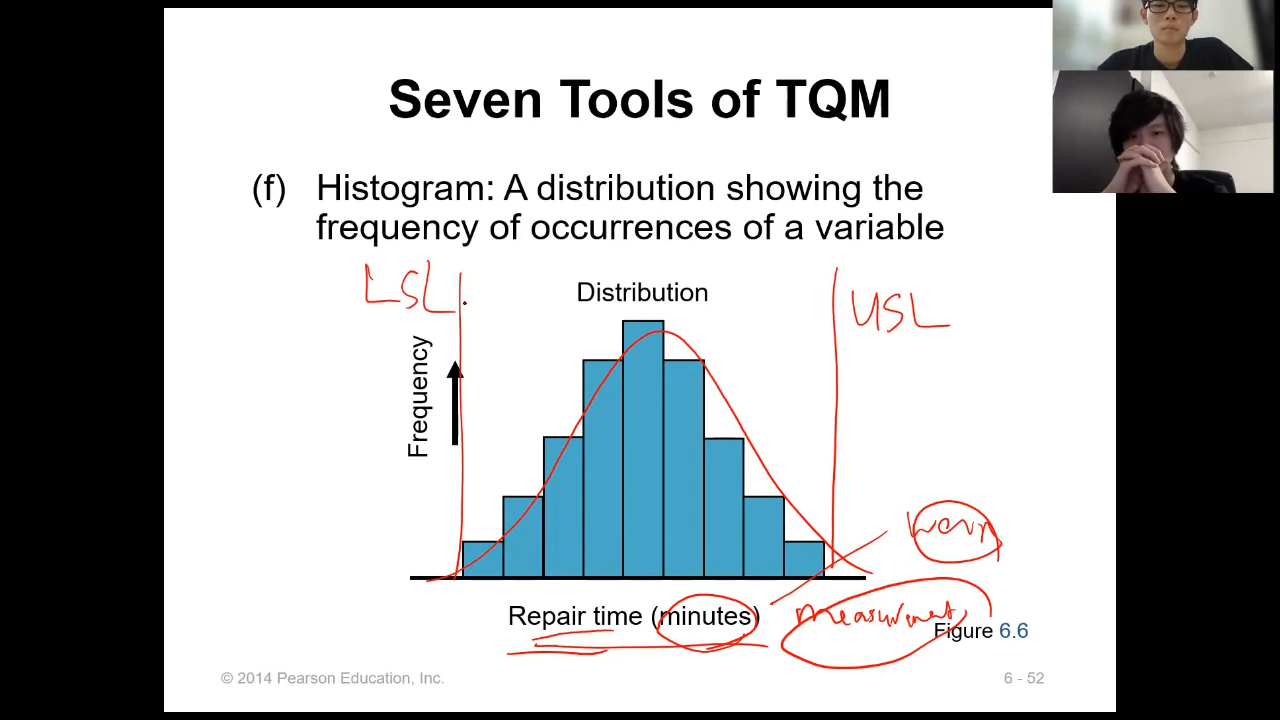 Seven Tools of TQM
(f) Histogram: A distribution showing the
frequency of occurrences of a variable
LSL
USL
Distribution
Frequency
Repair time (minutes)
measurement
Figure 6.6
© 2014 Pearson Education, Inc.
6 - 52